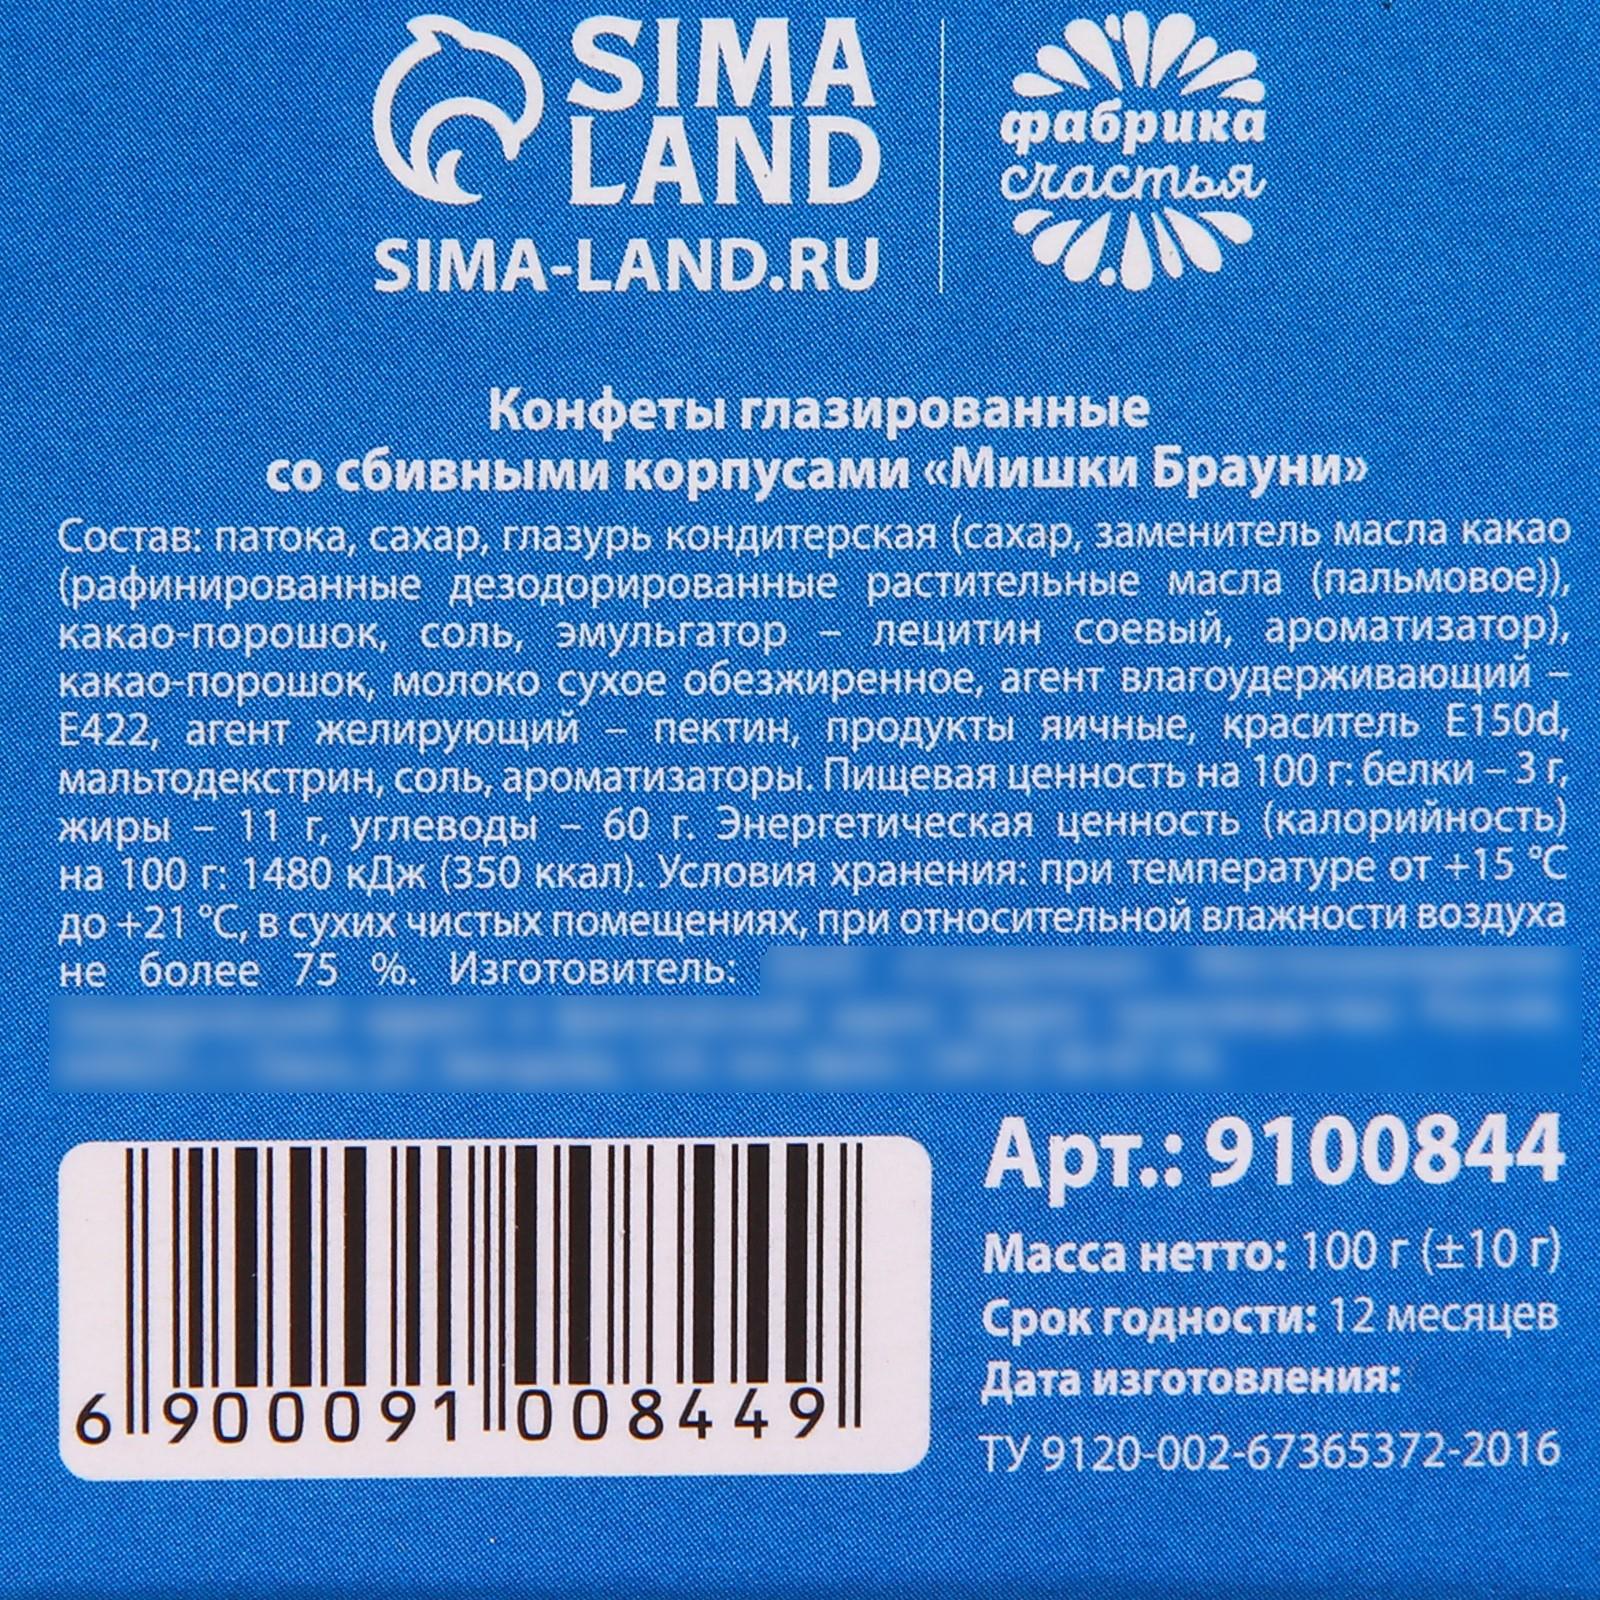 SIMA
LAND
SIMA-LAND.RU
фабрика
счастья
Конфеты глазированные
со сбивными корпусами «Мишки Брауни»
Состав: патока, сахар, глазурь кондитерская (сахар, заменитель масла какао
(рафинированные дезодорированные растительные масла (пальмовое)),
какао-порошок, соль, эмульгатор – лецитин соевый, ароматизатор),
какао-порошок, молоко сухое обезжиренное, агент влагоудерживающий –
Е422, агент желирующий – пектин, продукты яичные, краситель E150d,
мальтодекстрин, соль, ароматизаторы. Пищевая ценность на 100 г: белки – 3 г,
жиры – 11 г, углеводы – 60 г. Энергетическая ценность (калорийность)
на 100 г: 1480 кДж (350 ккал). Условия хранения: при температуре от +15 °C
до +21 °C, в сухих чистых помещениях, при относительной влажности воздуха
не более 75 %. Изготовитель:
Арт.: 9100844
Масса нетто: 100 г (±10 г)
Срок годности: 12 месяцев
Дата изготовления:
ТУ 9120-002-67365372-2016
6 900091 008449